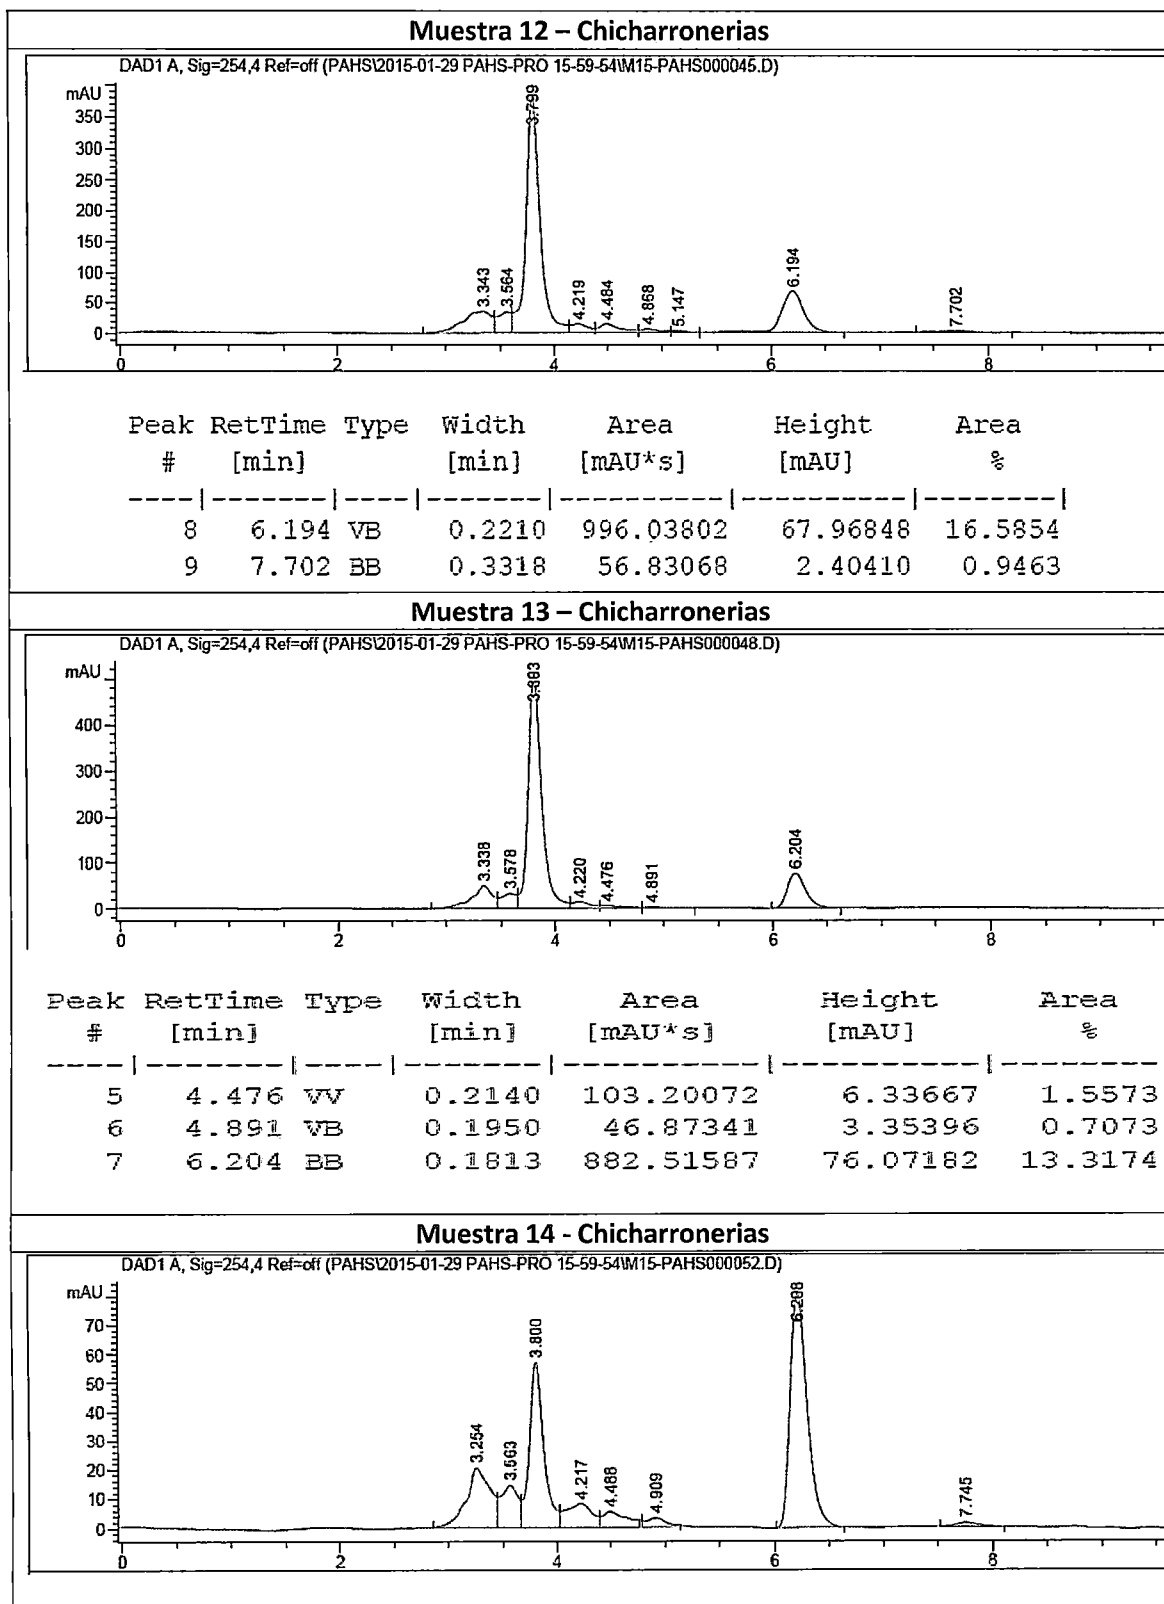 Muestra 12 – Chicharronerias
DAD1 A, Sig=254,4 Ref=off (PAHS\2015-01-29 PAHS-PRO 15-59-54\M15-PAHS000045.D)
mAU
350
300
250
200
150
100
50
0
3.343
3.564
3.799
4.219
4.484
4.868
5.147
6.194
7.702
0 2 4 6 8
Peak RetTime Type Width Area Height Area
# [min] [min] [mAU*s] [mAU] %
----|-------|----|-------|----------|----------|--------|
8 6.194 VB 0.2210 996.03802 67.96848 16.5854
9 7.702 BB 0.3318 56.83068 2.40410 0.9463
Muestra 13 – Chicharronerias
DAD1 A, Sig=254,4 Ref=off (PAHS\2015-01-29 PAHS-PRO 15-59-54\M15-PAHS000048.D)
mAU
400
300
200
100
0
3.338
3.578
4.220
4.476
4.891
6.204
0 2 4 6 8
Peak RetTime Type Width Area Height Area
# [min] [min] [mAU*s] [mAU] %
----|-------|----|-------|----------|----------|--------
5 4.476 VV 0.2140 103.20072 6.33667 1.5573
6 4.891 VB 0.1950 46.87341 3.35396 0.7073
7 6.204 BB 0.1813 882.51587 76.07182 13.3174
Muestra 14 - Chicharronerias
DAD1 A, Sig=254,4 Ref=off (PAHS\2015-01-29 PAHS-PRO 15-59-54\M15-PAHS000052.D)
mAU
70
60
50
40
30
20
10
0
3.254
3.563
3.800
4.217
4.488
4.909
7.745
0 2 4 6 8